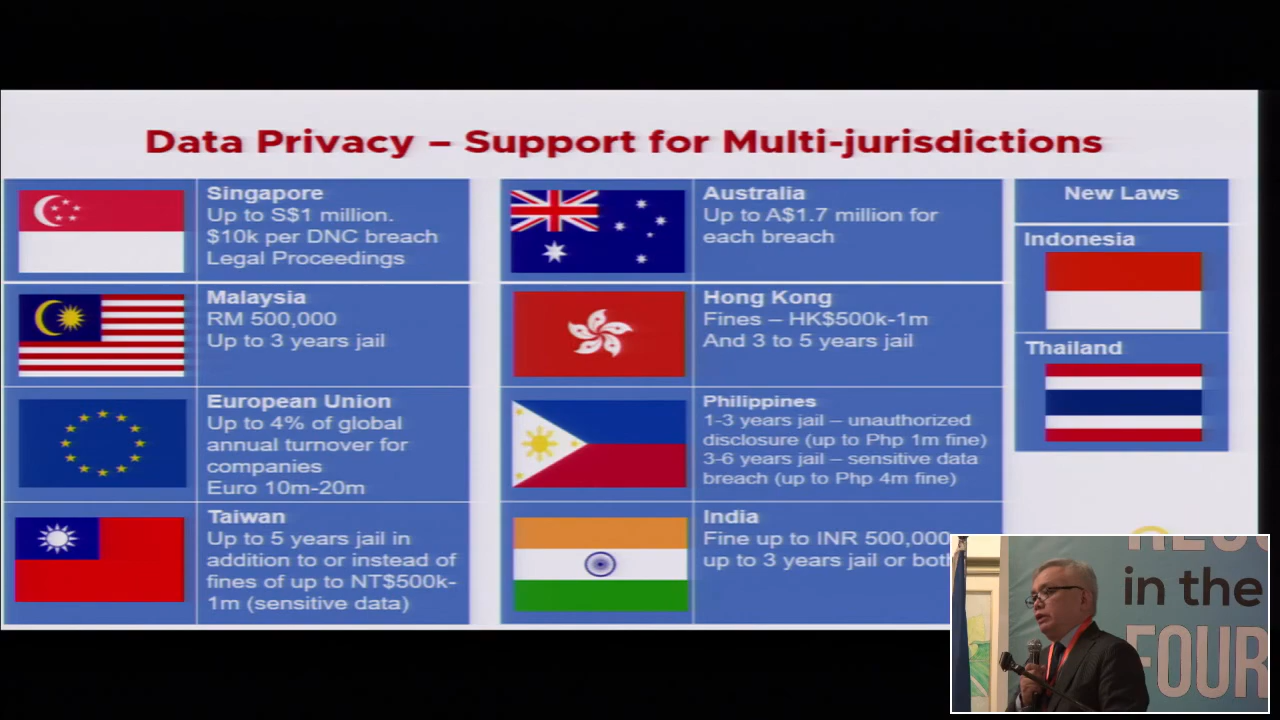 Data Privacy – Support for Multi-jurisdictions
Singapore
Up to S$1 million.
$10k per DNC breach
Legal Proceedings
Malaysia
RM 500,000
Up to 3 years jail
European Union
Up to 4% of global
annual turnover for
companies
Euro 10m-20m
Taiwan
Up to 5 years jail in
addition to or instead of
fines of up to NT$500k-
1m (sensitive data)
Australia
Up to A$1.7 million for
each breach
Hong Kong
Fines – HK$500k-1m
And 3 to 5 years jail
Philippines
1-3 years jail – unauthorized
disclosure (up to Php 1m fine)
3-6 years jail – sensitive data
breach (up to Php 4m fine)
India
Fine up to INR 500,000
up to 3 years jail or both
New Laws
Indonesia
Thailand
in the
FOUR